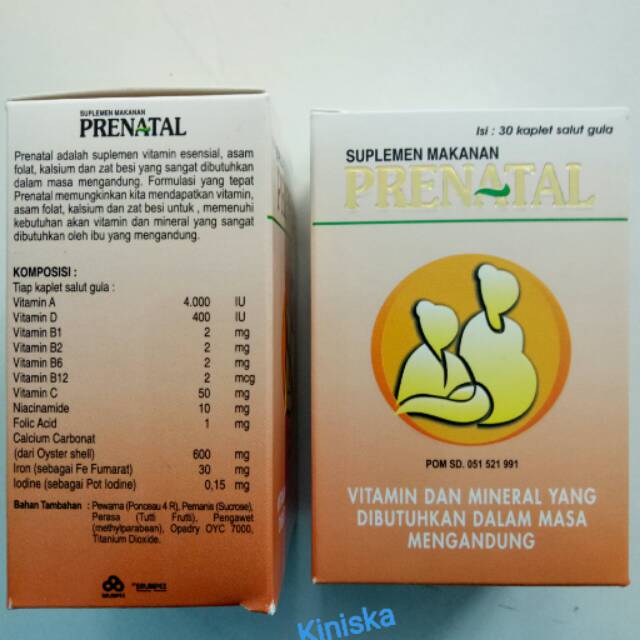 SUPLEMEN MAKANAN
PRENATAL
Prenatal adalah suplemen vitamin esensial, asam
folat, kalsium dan zat besi yang sangat dibutuhkan
dalam masa mengandung. Formulasi yang tepat
Prenatal memungkinkan kita mendapatkan vitamin,
asam folat, kalsium dan zat besi untuk , memenuhi
kebutuhan akan vitamin dan mineral yang sangat
dibutuhkan oleh ibu yang mengandung.
KOMPOSISI :
Tiap kaplet salut gula :
Vitamin A 4.000 IU
Vitamin D 400 IU
Vitamin B1 2 mg
Vitamin B2 2 mg
Vitamin B6 2 mg
Vitamin B12 2 mcg
Vitamin C 50 mg
Niacinamide 10 mg
Folic Acid 1 mg
Calcium Carbonat
(dari Oyster shell) 600 mg
Iron (sebagai Fe Fumarat) 30 mg
Iodine (sebagai Pot Iodine) 0,15 mg
Bahan Tambahan : Pewarna (Ponceau 4 R), Pemanis (Sucrose),
Perasa (Tutti Frutti), Pengawet
(methylparabean), Opadry OYC 7000,
Titanium Dioxide.
Isi : 30 kaplet salut gula
SUPLEMEN MAKANAN
PRENATAL
POM SD. 051 521 991
VITAMIN DAN MINERAL YANG
DIBUTUHKAN DALAM MASA
MENGANDUNG
Kiniska